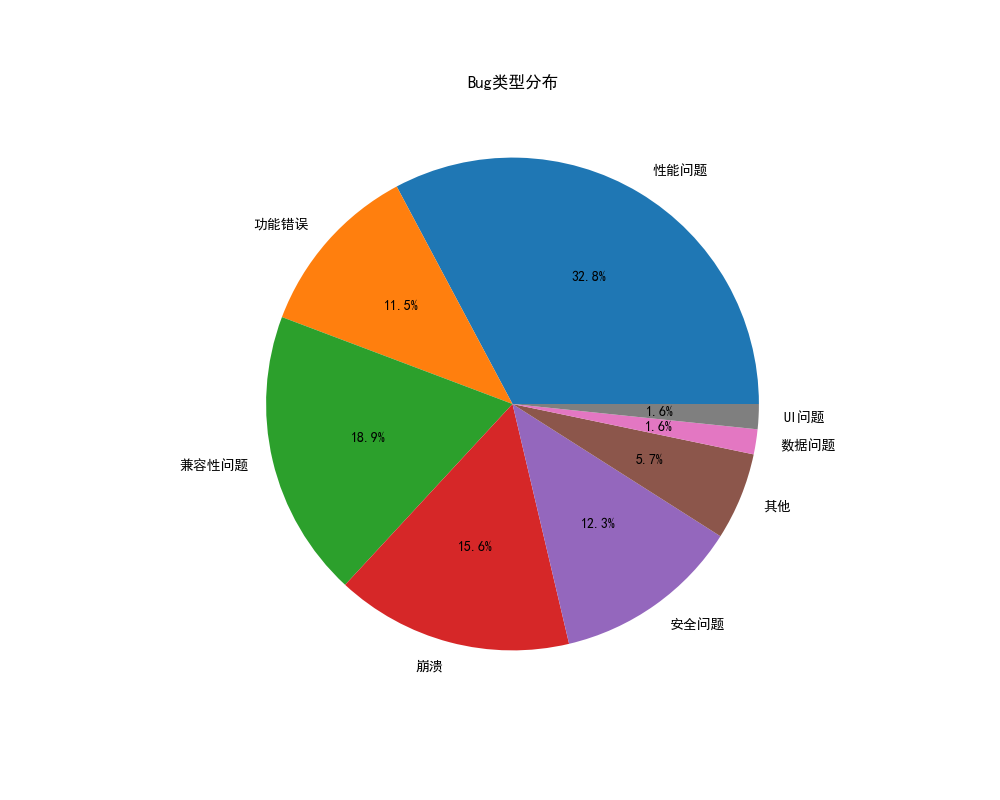 Bug类型分布
性能问题
32.8%
功能错误
11.5%
兼容性问题
18.9%
崩溃
15.6%
安全问题
12.3%
其他
5.7%
数据问题
1.6%
UI问题
1.6%